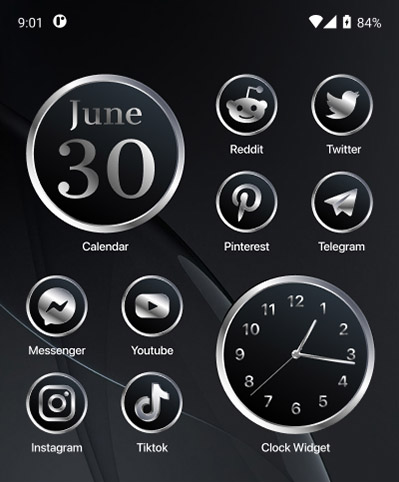 9:01 84%
June
30
Calendar
Reddit Twitter
Pinterest Telegram
Messenger Youtube
Instagram Tiktok
12
11 1
10 2
9 3
8 4
7 5
6
Clock Widget